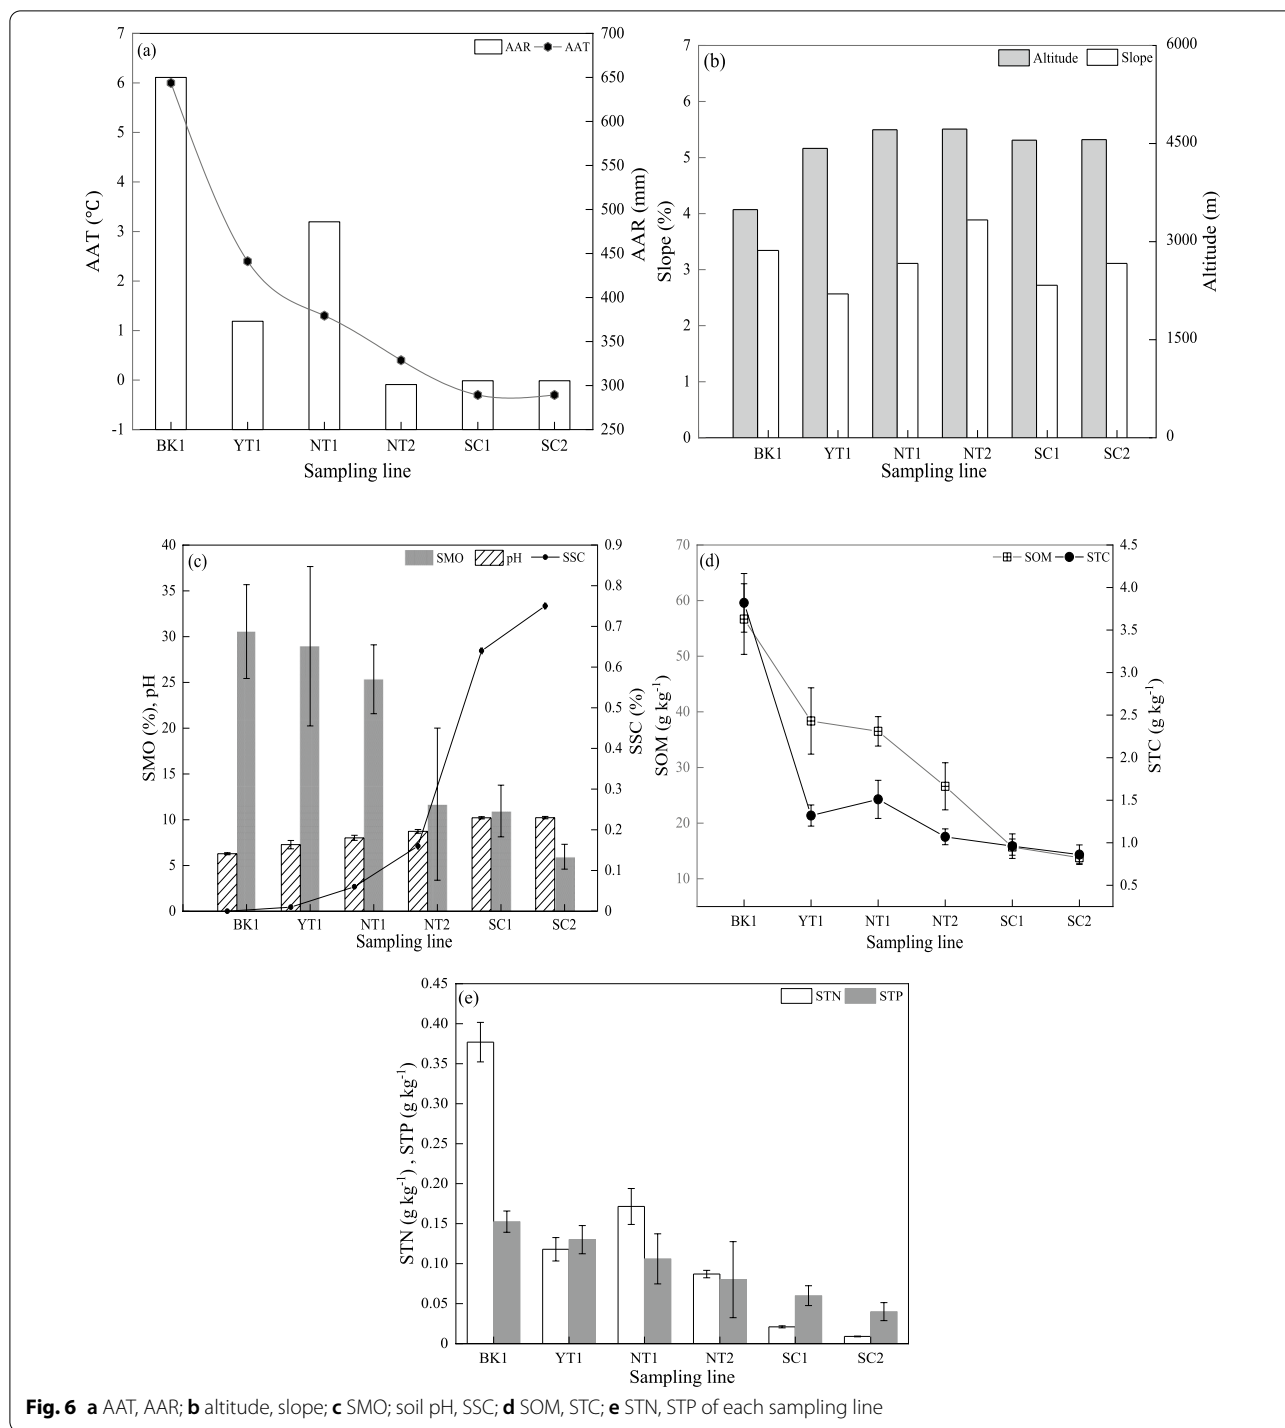 (a)
AAR AAT
7
6
5
4
3
2
1
0
-1
AAT (℃)
700
650
600
550
500
450
400
350
300
250
AAR (mm)
BK1 YT1 NT1 NT2 SC1 SC2
Sampling line
(b)
Altitude Slope
7
6
5
4
3
2
1
0
Slope (%)
6000
4500
3000
1500
0
Altitude (m)
BK1 YT1 NT1 NT2 SC1 SC2
Sampling line
(c)
SMO pH SSC
40
35
30
25
20
15
10
5
0
SMO (%), pH
0.9
0.8
0.7
0.6
0.5
0.4
0.3
0.2
0.1
0
SSC (%)
BK1 YT1 NT1 NT2 SC1 SC2
Sampling line
(d)
SOM STC
70
60
50
40
30
20
10
SOM (g kg⁻¹)
4.5
4.0
3.5
3.0
2.5
2.0
1.5
1.0
0.5
STC (g kg⁻¹)
BK1 YT1 NT1 NT2 SC1 SC2
Sampling line
(e)
STN STP
0.45
0.40
0.35
0.30
0.25
0.20
0.15
0.10
0.05
0
STN (g kg⁻¹) , STP (g kg⁻¹)
BK1 YT1 NT1 NT2 SC1 SC2
Sampling line
Fig. 6 a AAT, AAR; b altitude, slope; c SMO; soil pH, SSC; d SOM, STC; e STN, STP of each sampling line